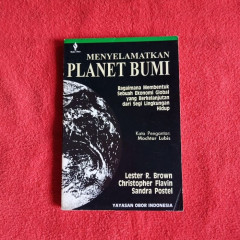 MENYELAMATKAN
PLANET BUMI
Bagaimana Membentuk
Sebuah Ekonomi Global
yang Berkelanjutan
dari Segi Lingkungan
Hidup
Kata Pengantar
Mochtar Lubis
Lester R. Brown
Christopher Flavin
Sandra Postel
YAYASAN OBOR INDONESIA